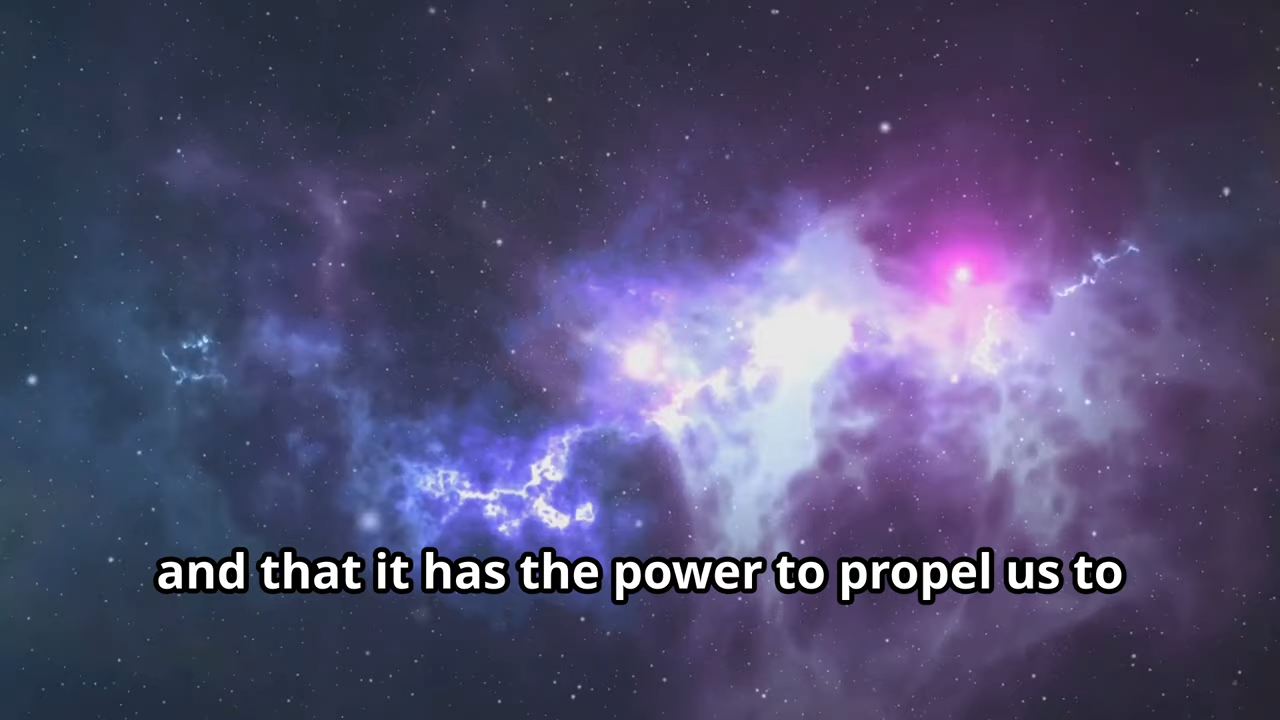 and that it has the power to propel us to